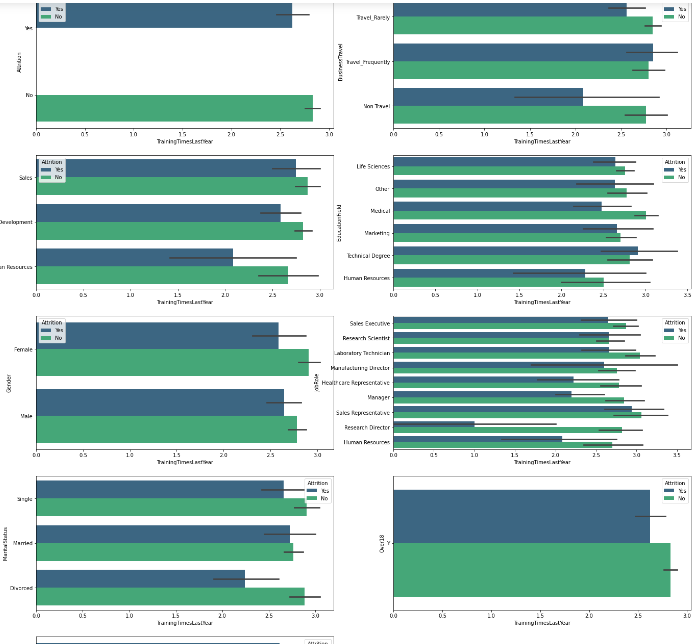 Yes
No
Yes
No
Attrition
0.0 0.5 1.0 1.5 2.0 2.5 3.0
TrainingTimesLastYear
Yes
No
Travel_Rarely
Travel_Frequently
Non-Travel
BusinessTravel
0.0 0.5 1.0 1.5 2.0 2.5 3.0
TrainingTimesLastYear
Attrition
Yes
No
Sales
Development
n Resources
0.0 0.5 1.0 1.5 2.0 2.5 3.0
TrainingTimesLastYear
Attrition
Yes
No
Life Sciences
Other
Medical
Marketing
Technical Degree
Human Resources
EducationField
0.0 0.5 1.0 1.5 2.0 2.5 3.0 3.5
TrainingTimesLastYear
Attrition
Yes
No
Female
Male
Gender
0.0 0.5 1.0 1.5 2.0 2.5 3.0
TrainingTimesLastYear
Attrition
Yes
No
Sales Executive
Research Scientist
Laboratory Technician
Manufacturing Director
Healthcare Representative
Manager
Sales Representative
Research Director
Human Resources
JobRole
0.0 0.5 1.0 1.5 2.0 2.5 3.0 3.5
TrainingTimesLastYear
Attrition
Yes
No
Single
Married
Divorced
MaritalStatus
0.0 0.5 1.0 1.5 2.0 2.5 3.0
TrainingTimesLastYear
Attrition
Yes
No
Y
Over18
0.0 0.5 1.0 1.5 2.0 2.5 3.0
TrainingTimesLastYear
Attrition